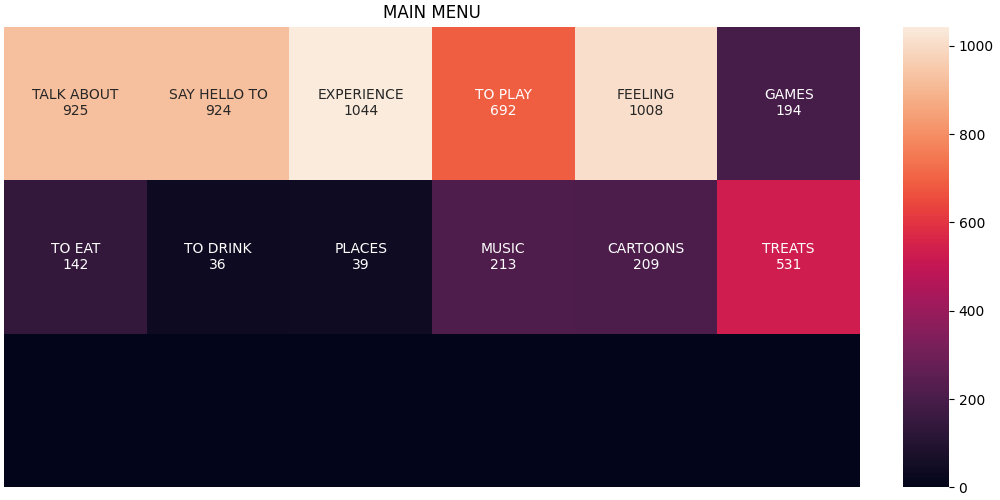 MAIN MENU
TALK ABOUT
925
SAY HELLO TO
924
EXPERIENCE
1044
TO PLAY
692
FEELING
1008
GAMES
194
TO EAT
142
TO DRINK
36
PLACES
39
MUSIC
213
CARTOONS
209
TREATS
531
1000
800
600
400
200
0